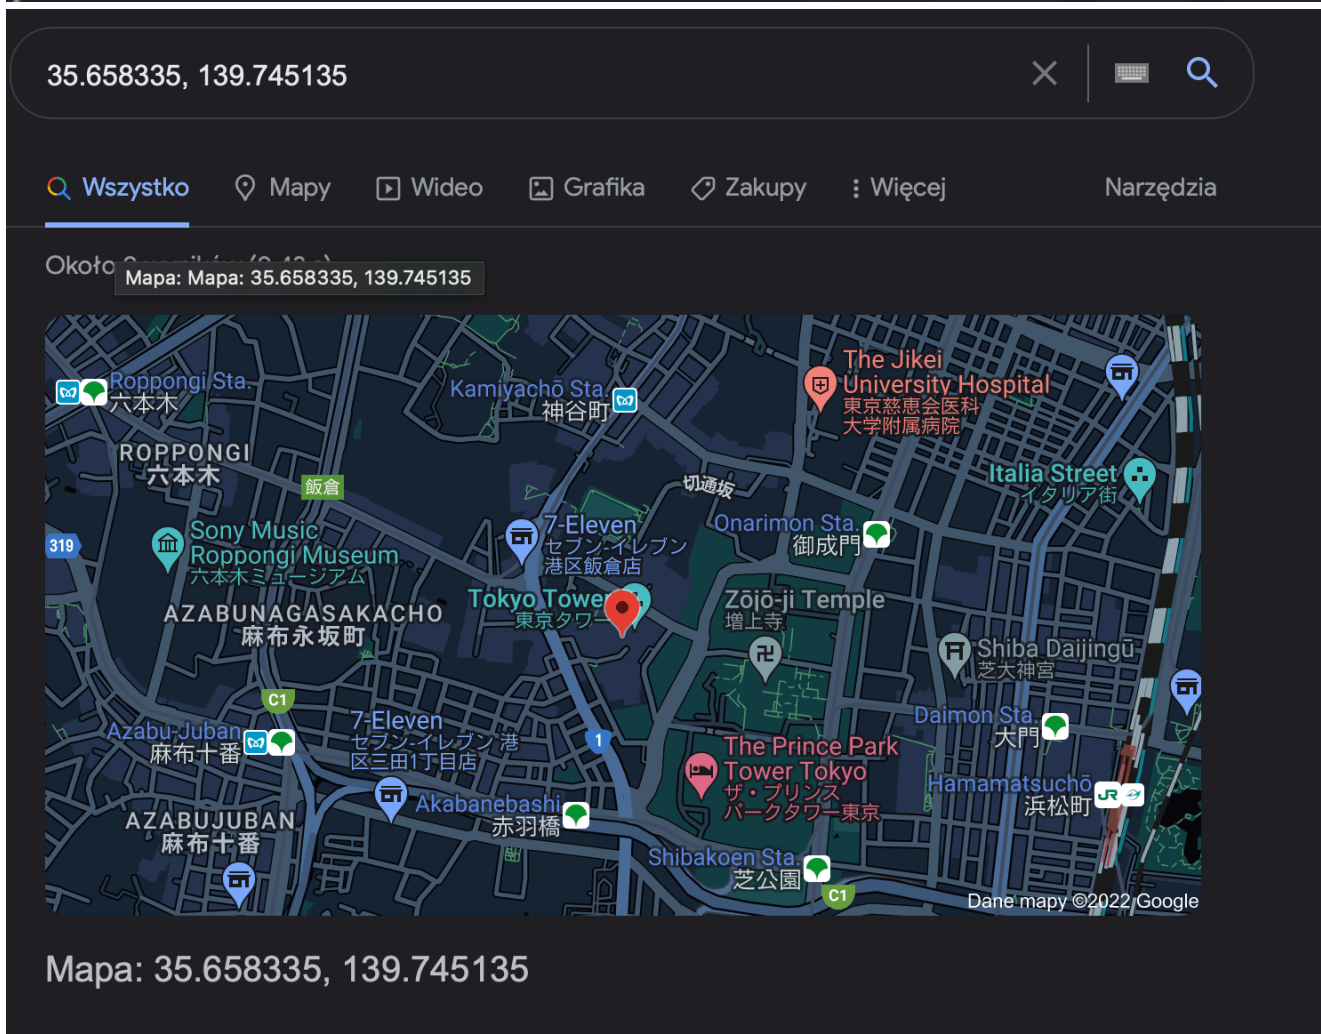 35.658335, 139.745135
Wszystko
Mapy
Wideo
Grafika
Zakupy
Więcej
Narzędzia
Około
Mapa: Mapa: 35.658335, 139.745135
Roppongi Sta.
六本木
Kamiyachō Sta.
神谷町
The Jikei
University Hospital
東京慈恵会医科
大学附属病院
ROPPONGI
六本木
飯倉
切通坂
Italia Street
イタリア街
319
Sony Music
Roppongi Museum
六本木ミュージアム
7-Eleven
セブン-イレブン
港区飯倉店
Onarimon Sta.
御成門
AZABUNAGASAKACHO
麻布永坂町
Tokyo Tower
東京タワー
Zōjō-ji Temple
増上寺
卍
Shiba Daijingū
芝大神宮
C1
Azabu-Juban
麻布十番
7-Eleven
セブン-イレブン 港
区三田1丁目店
1
The Prince Park
Tower Tokyo
ザ・プリンス
パークタワー東京
Daimon Sta.
大門
Hamamatsuchō
浜松町
JR
AZABUJUBAN
麻布十番
Akabanebashi
赤羽橋
Shibakoen Sta.
芝公園
C1
Dane mapy ©2022 Google
Mapa: 35.658335, 139.745135